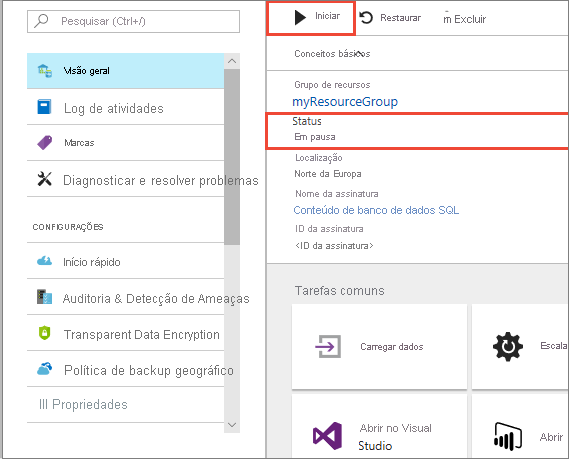 Pesquisar (Ctrl+/)
Visão geral
Log de atividades
Marcas
Diagnosticar e resolver problemas
CONFIGURAÇÕES
Início rápido
Auditoria & Detecção de Ameaças
Transparent Data Encryption
Política de backup geográfico
III Propriedades
Iniciar
Restaurar
Excluir
Conceitos básicos
Grupo de recursos
myResourceGroup
Status
Em pausa
Localização
Norte da Europa
Nome da assinatura
Conteúdo de banco de dados SQL
ID da assinatura
<ID da assinatura>
Tarefas comuns
Carregar dados
Escala
Abrir no Visual
Studio
Abrir